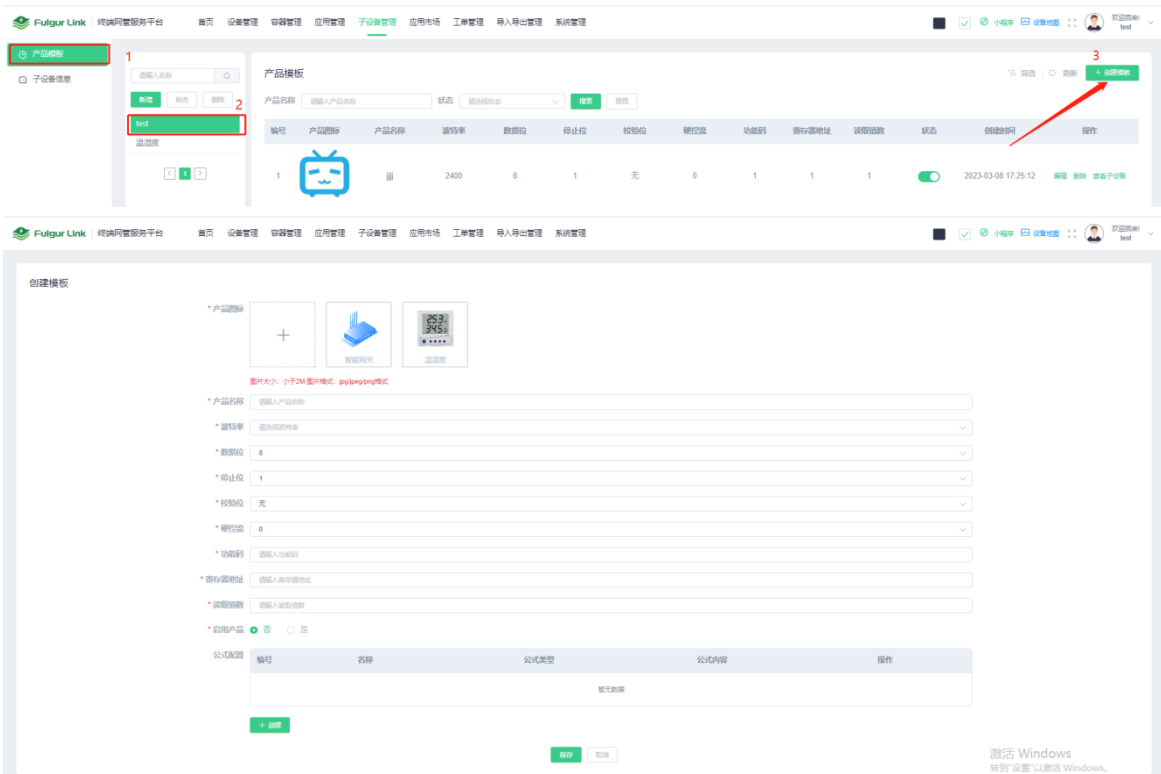 Fulgur Link 终端网管服务平台 首页 设备管理 容器管理 应用管理 子设备管理 应用市场 工单管理 导入导出管理 系统管理 小程序 设备地图 欢迎回来! test
产品模板
子设备信息
1
请输入名称
新增 修改 删除
2
test
温湿度
1
产品模板 筛选 刷新 + 创建模板
3
产品名称 请输入产品名称 状态 请选择状态 搜索 重置
编号 产品图标 产品名称 波特率 数据位 停止位 校验位 硬控流 功能码 寄存器地址 读取值数 状态 创建时间 操作
1 2400 8 1 无 0 1 1 1 2023-03-08 17:25:12 编辑 删除 查看子设备
Fulgur Link 终端网管服务平台 首页 设备管理 容器管理 应用管理 子设备管理 应用市场 工单管理 导入导出管理 系统管理 小程序 设备地图 欢迎回来! test
创建模板
* 产品图标
智能网关 温湿度
图片大小：小于2M 图片格式：jpg/jpeg/png格式
* 产品名称 请输入产品名称
* 波特率 请选择波特率
* 数据位 8
* 停止位 1
* 校验位 无
* 硬控流 0
* 功能码 请输入功能码
* 寄存器地址 请输入寄存器地址
* 读取值数 请输入读取值数
* 启用产品 否 是
公式配置 编号 名称 公式类型 公式内容 操作
暂无数据
+ 创建
保存 取消
激活 Windows
转到"设置"以激活 Windows。